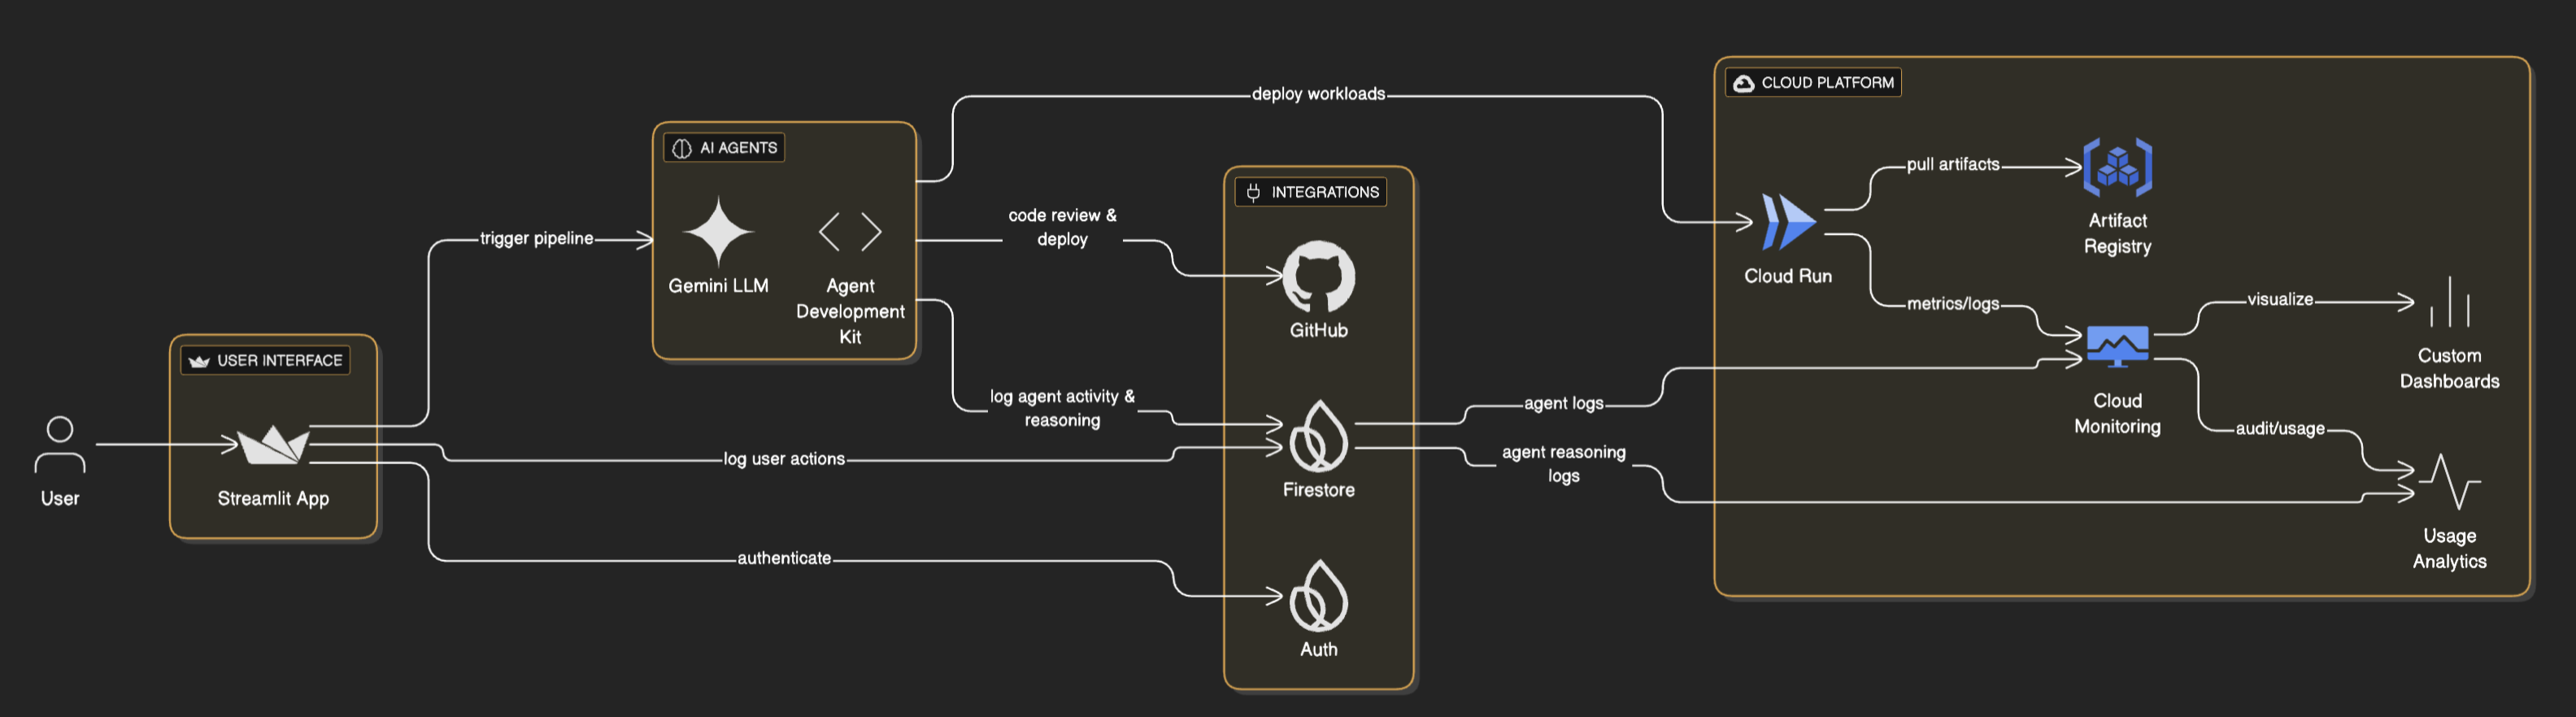 User
USER INTERFACE
Streamlit App
trigger pipeline
log user actions
authenticate
AI AGENTS
Gemini LLM
Agent
Development
Kit
deploy workloads
code review &
deploy
log agent activity &
reasoning
INTEGRATIONS
GitHub
Firestore
Auth
agent logs
agent reasoning
logs
CLOUD PLATFORM
Cloud Run
pull artifacts
metrics/logs
Artifact
Registry
Cloud
Monitoring
visualize
audit/usage
Custom
Dashboards
Usage
Analytics